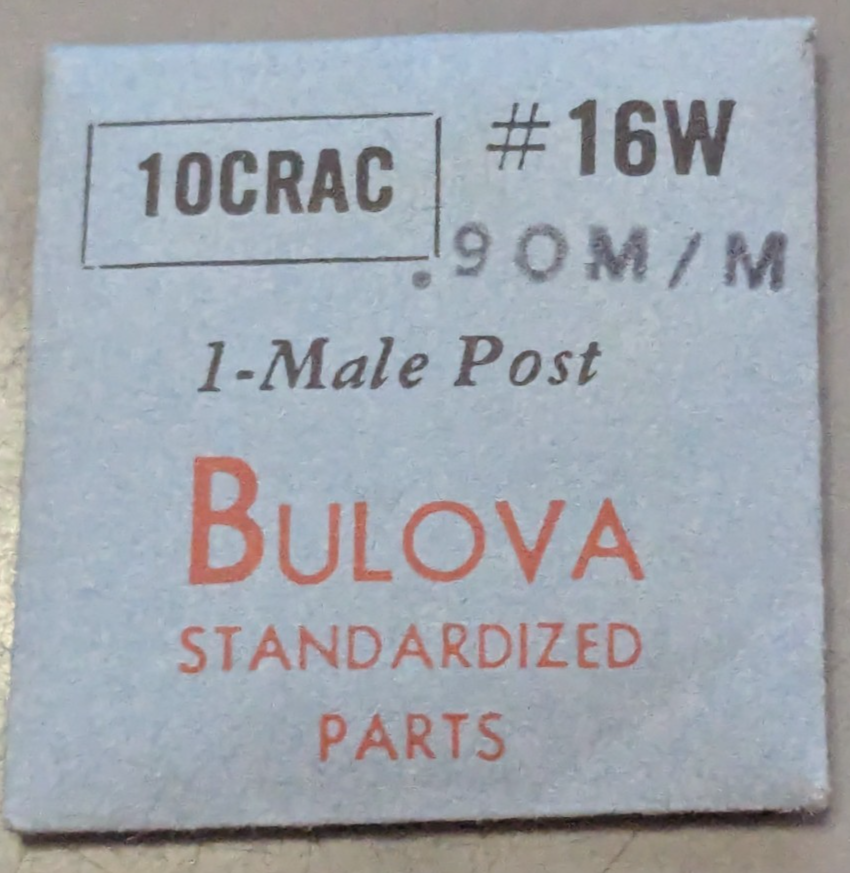 10CRAC #16W
.90M/M
1-Male Post
BULOVA
STANDARDIZED
PARTS